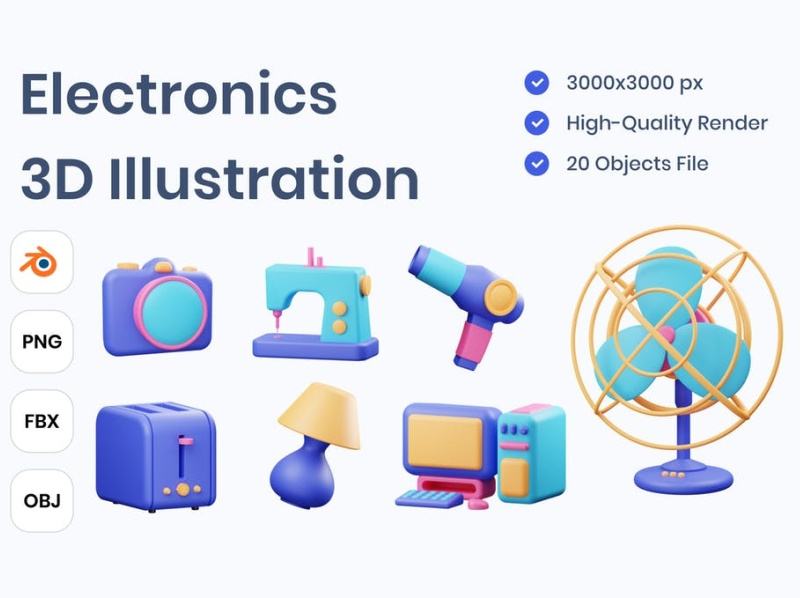 Electronics
3D Illustration
3000x3000 px
High-Quality Render
20 Objects File
PNG
FBX
OBJ